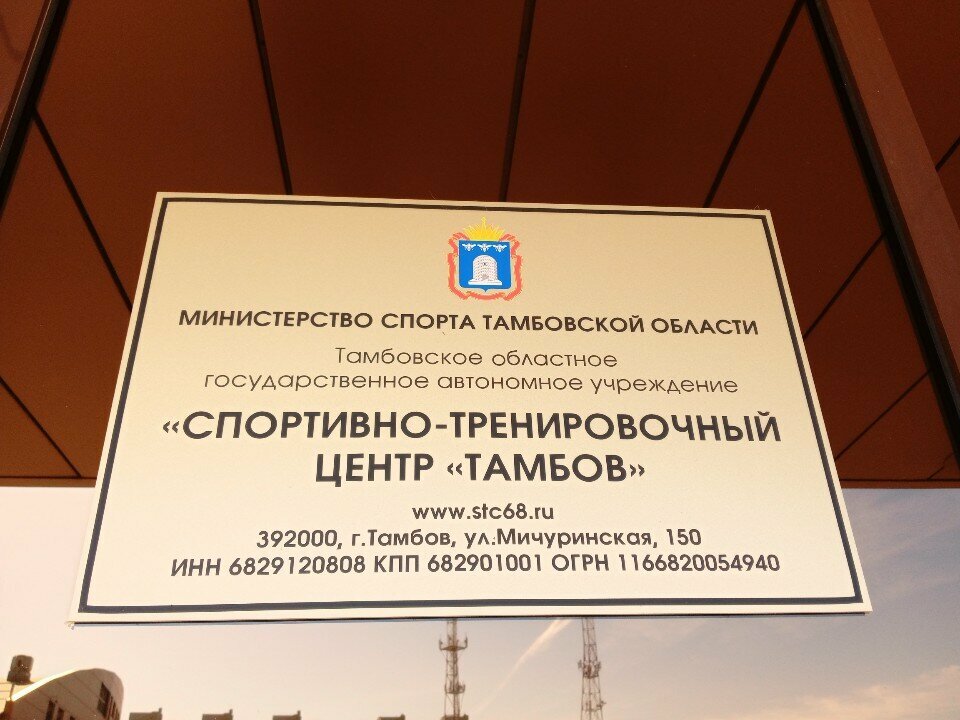 МИНИСТЕРСТВО СПОРТА ТАМБОВСКОЙ ОБЛАСТИ
Тамбовское областное
государственное автономное учреждение
«СПОРТИВНО-ТРЕНИРОВОЧНЫЙ
ЦЕНТР «ТАМБОВ»
www.stc68.ru
392000, г.Тамбов, ул.Мичуринская, 150
ИНН 6829120808 КПП 682901001 ОГРН 1166820054940